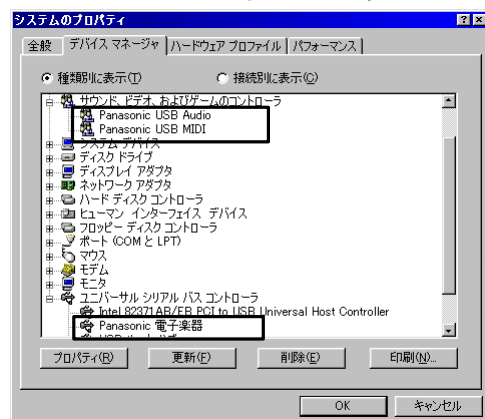 システムのプロパティ
全般 デバイス マネージャ ハードウェア プロファイル パフォーマンス
種類別に表示(T) 接続別に表示(C)
サウンド、ビデオ、およびゲームのコントローラ
Panasonic USB Audio
Panasonic USB MIDI
システム デバイス
ディスク ドライブ
ディスプレイ アダプタ
ネットワーク アダプタ
ハード ディスク コントローラ
ヒューマン インターフェイス デバイス
フロッピー ディスク コントローラ
ポート (COM と LPT)
マウス
モデム
モニタ
ユニバーサル シリアル バス コントローラ
Intel 82371AB/EB PCI to USB Universal Host Controller
Panasonic 電子楽器
プロパティ(R) 更新(F) 削除(E) 印刷(N)...
OK キャンセル